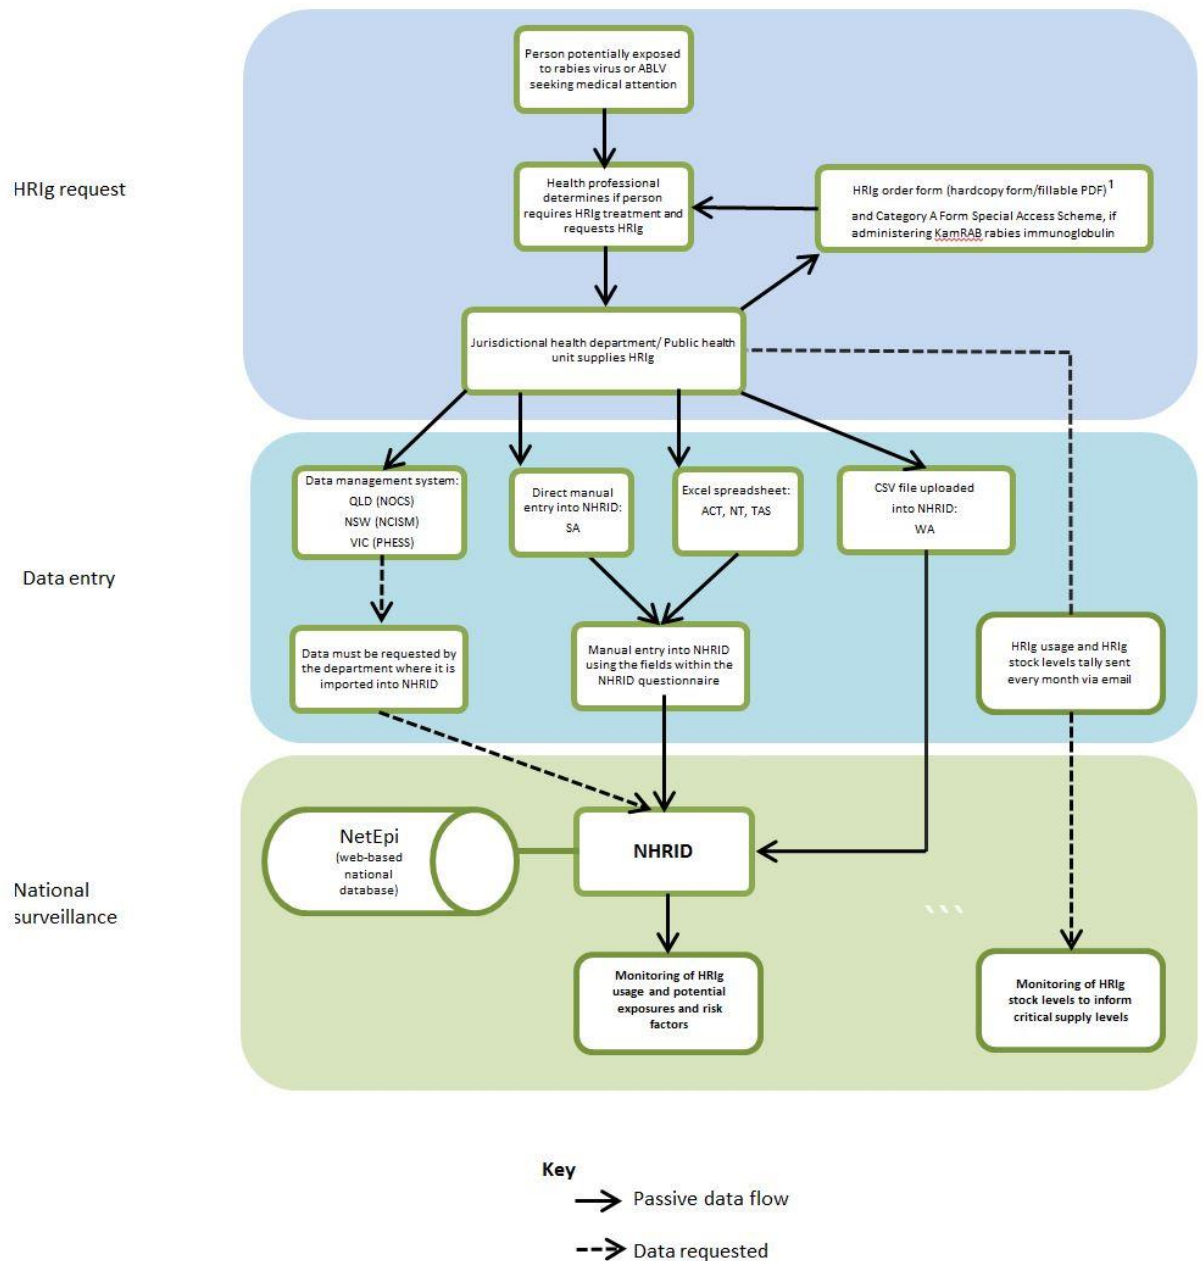 Person potentially exposed
to rabies virus or ABLV
seeking medical attention
HRIg request
Health professional
determines if person
requires HRIg treatment and
requests HRIg
HRIg order form (hardcopy form/fillable PDF)1
and Category A Form Special Access Scheme, if
administering KamRAB rabies immunoglobulin
Jurisdictional health department/ Public health
unit supplies HRIg
Data entry
Data management system:
QLD (NOCS)
NSW (NCISM)
VIC (PHESS)
Direct manual
entry into NHRID:
SA
Excel spreadsheet:
ACT, NT, TAS
CSV file uploaded
into NHRID:
WA
Data must be requested by
the department where it is
imported into NHRID
Manual entry into NHRID
using the fields within the
NHRID questionnaire
HRIg usage and HRIg
stock levels tally sent
every month via email
National
surveillance
NetEpi
(web-based
national
database)
NHRID
Monitoring of HRIg
usage and potential
exposures and risk
factors
Monitoring of HRIg
stock levels to inform
critical supply levels
Key
Passive data flow
Data requested